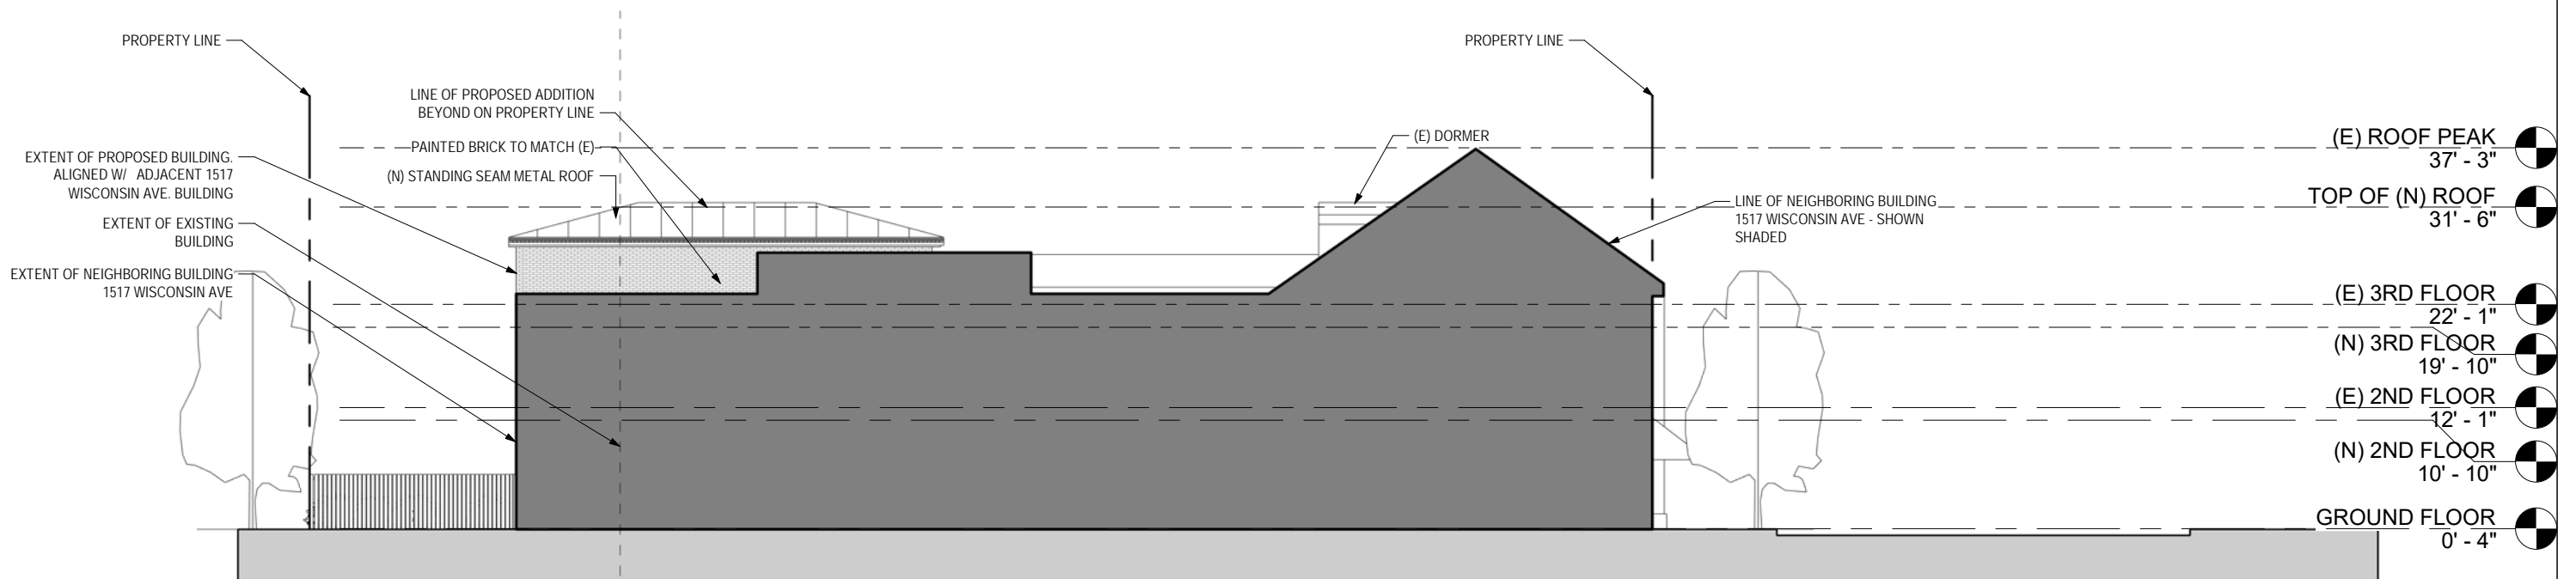 PROPERTY LINE
PROPERTY LINE
LINE OF PROPOSED ADDITION
BEYOND ON PROPERTY LINE
PAINTED BRICK TO MATCH (E)
(N) STANDING SEAM METAL ROOF
EXTENT OF PROPOSED BUILDING.
ALIGNED W/ ADJACENT 1517
WISCONSIN AVE. BUILDING
EXTENT OF EXISTING
BUILDING
EXTENT OF NEIGHBORING BUILDING
1517 WISCONSIN AVE
(E) DORMER
LINE OF NEIGHBORING BUILDING
1517 WISCONSIN AVE - SHOWN
SHADED
(E) ROOF PEAK
37' - 3"
TOP OF (N) ROOF
31' - 6"
(E) 3RD FLOOR
22' - 1"
(N) 3RD FLOOR
19' - 10"
(E) 2ND FLOOR
12' - 1"
(N) 2ND FLOOR
10' - 10"
GROUND FLOOR
0' - 4"